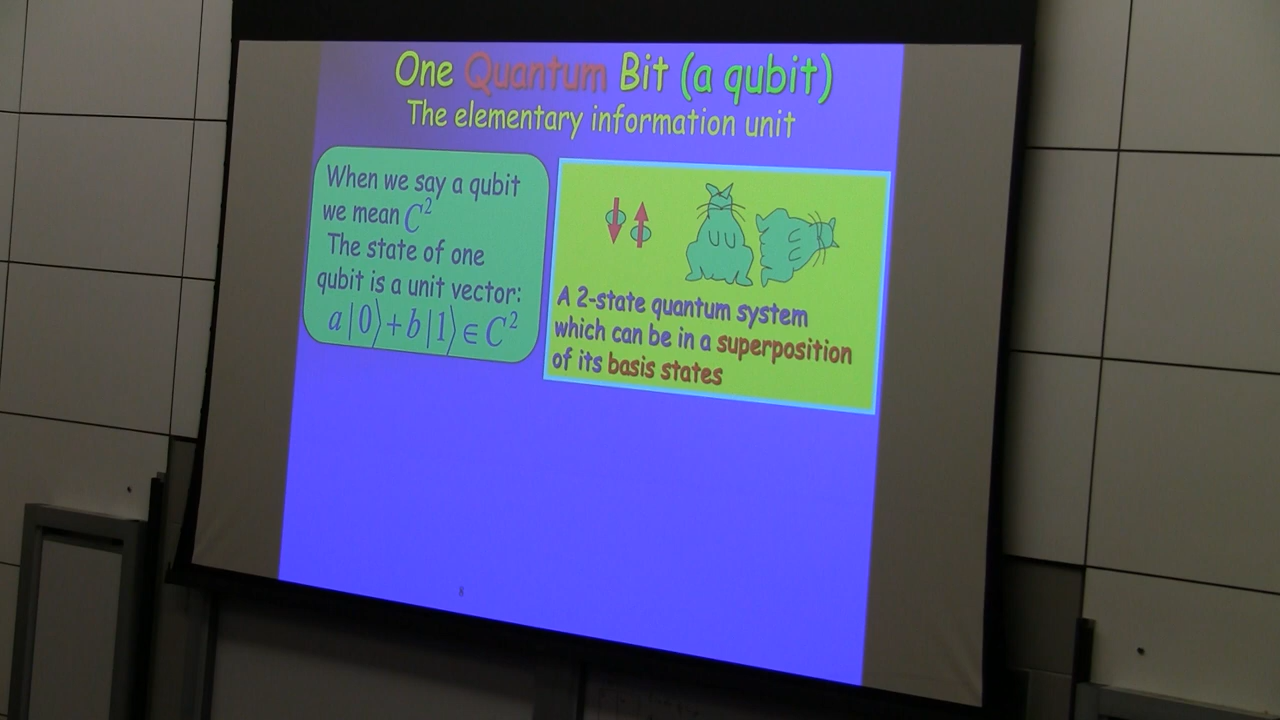 One Quantum Bit (a qubit)
The elementary information unit
When we say a qubit
we mean C²
The state of one
qubit is a unit vector:
a|0⟩+b|1⟩∈C²
A 2-state quantum system
which can be in a superposition
of its basis states
8